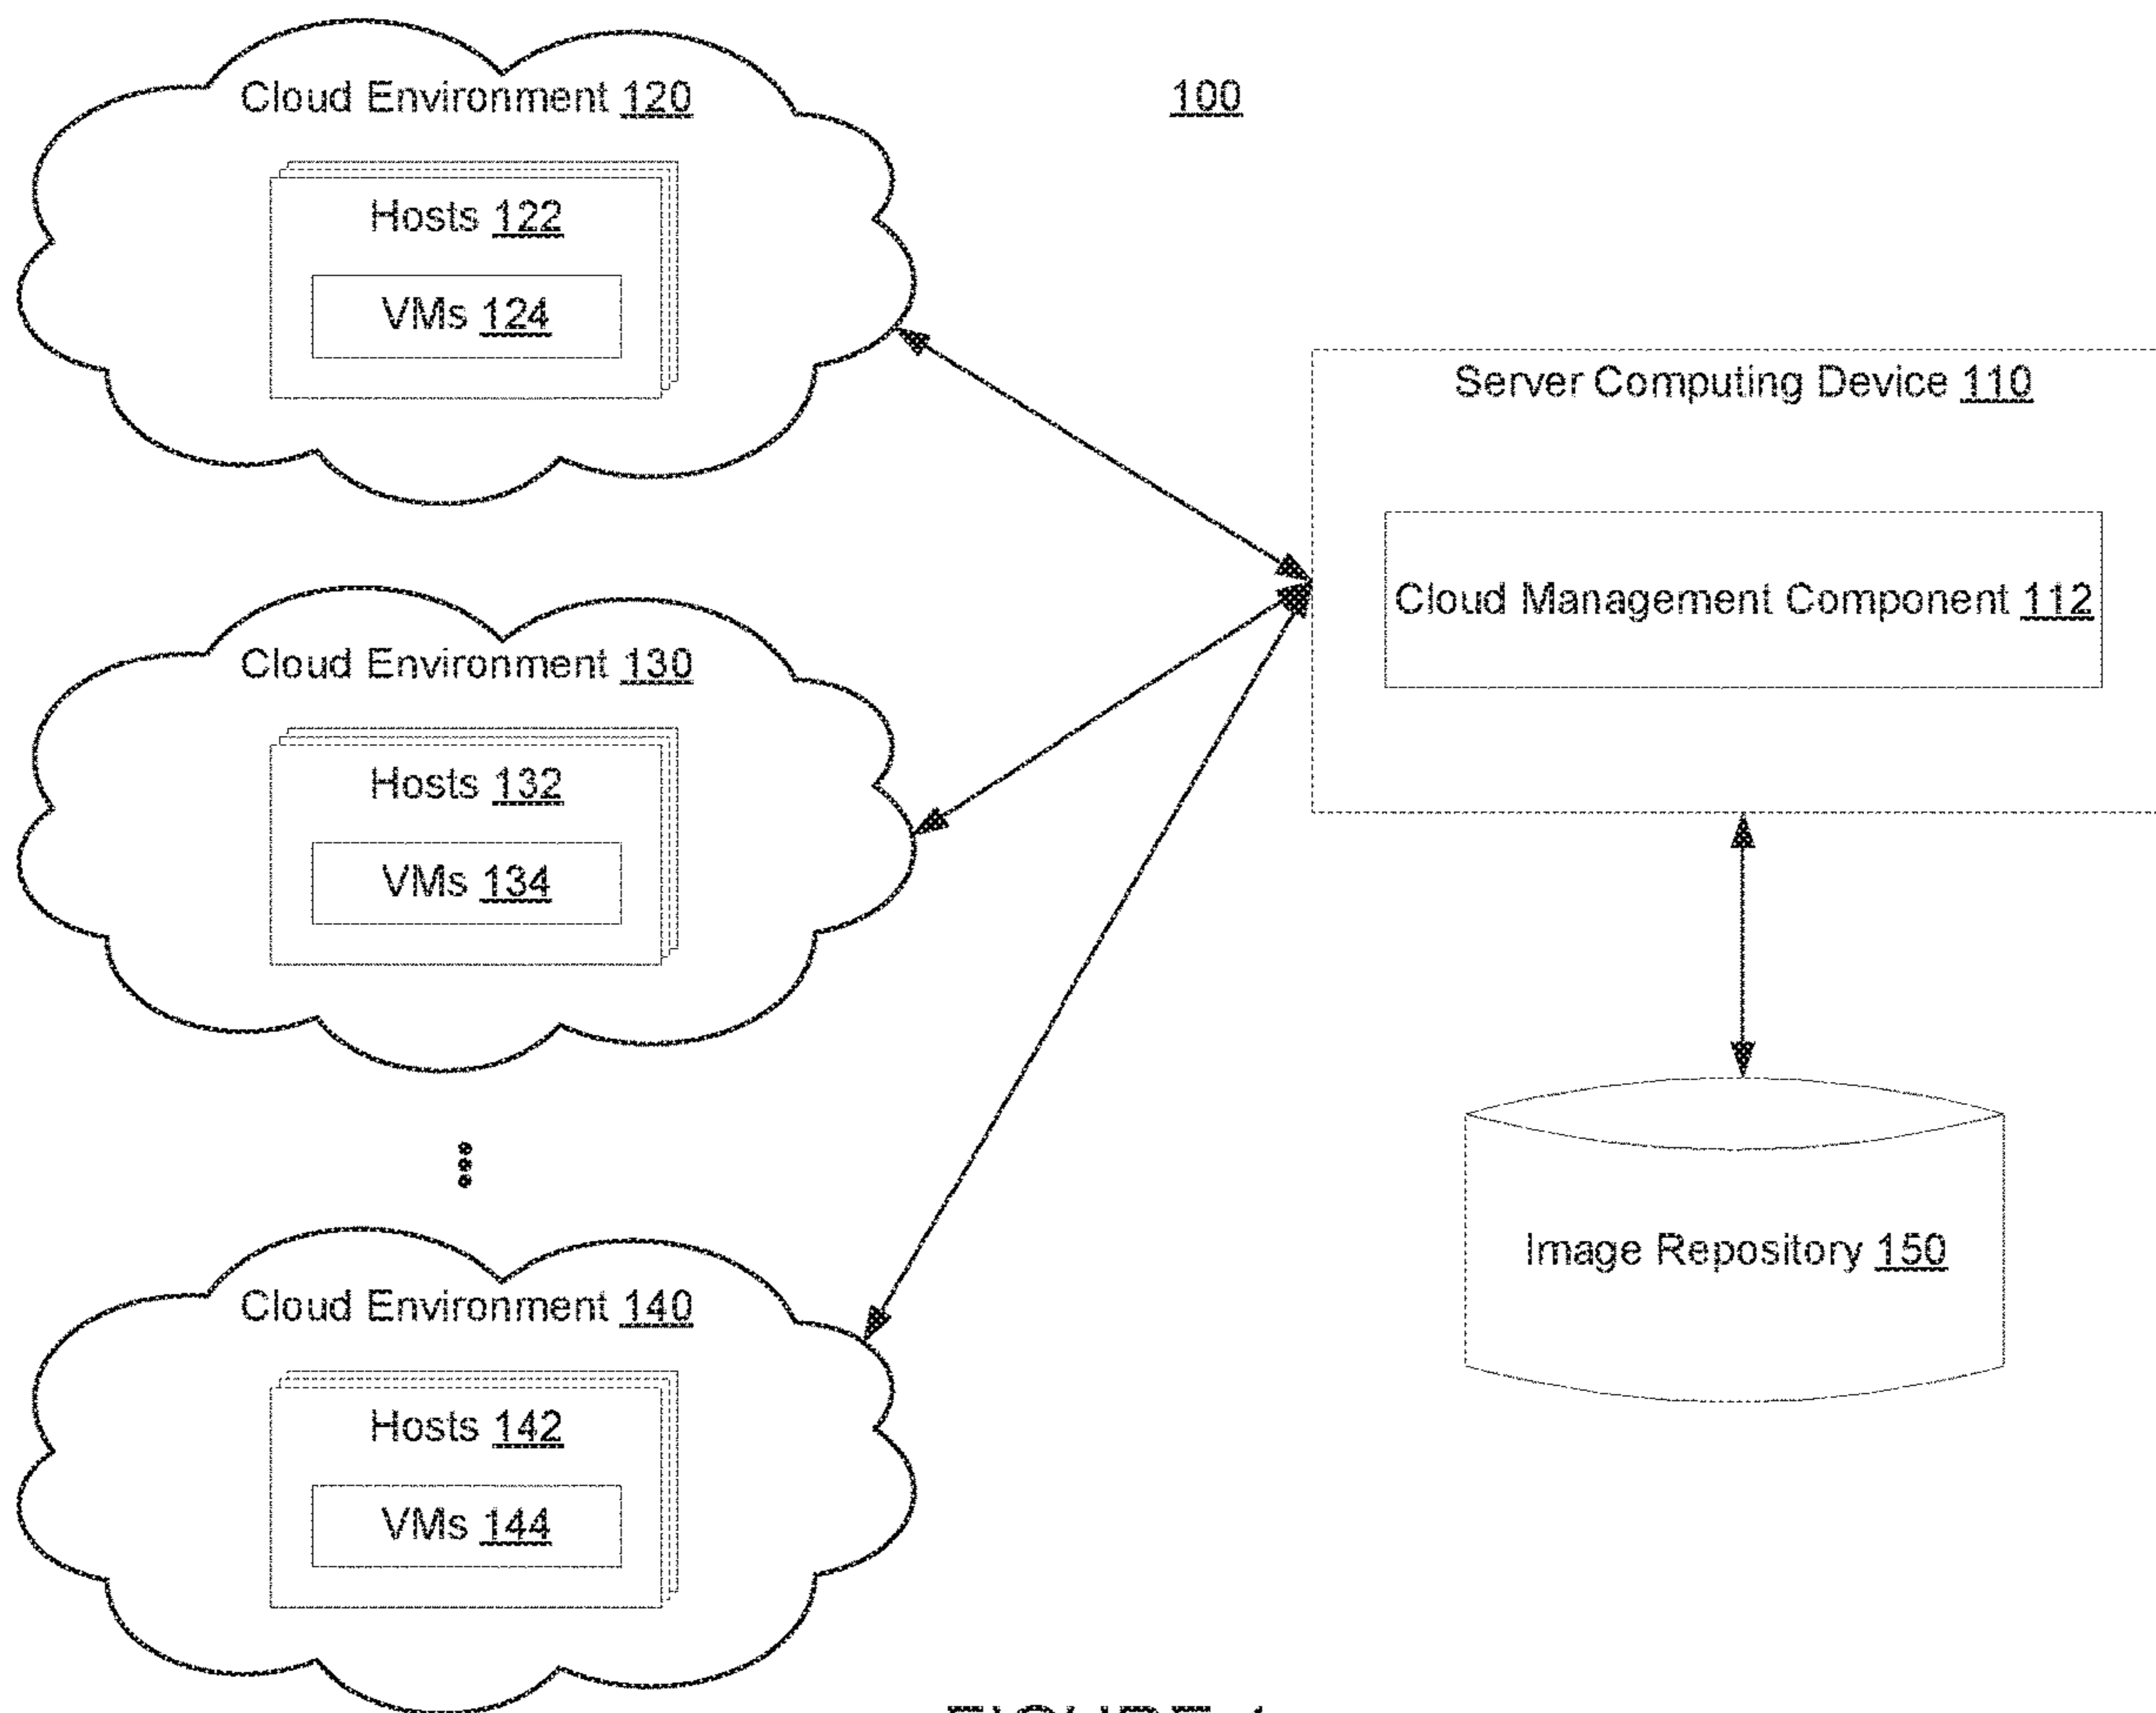 Cloud Environment 120
100
Hosts 122
VMs 124
Server Computing Device 110
Cloud Management Component 112
Cloud Environment 130
Hosts 132
VMs 134
Image Repository 150
Cloud Environment 140
Hosts 142
VMs 144